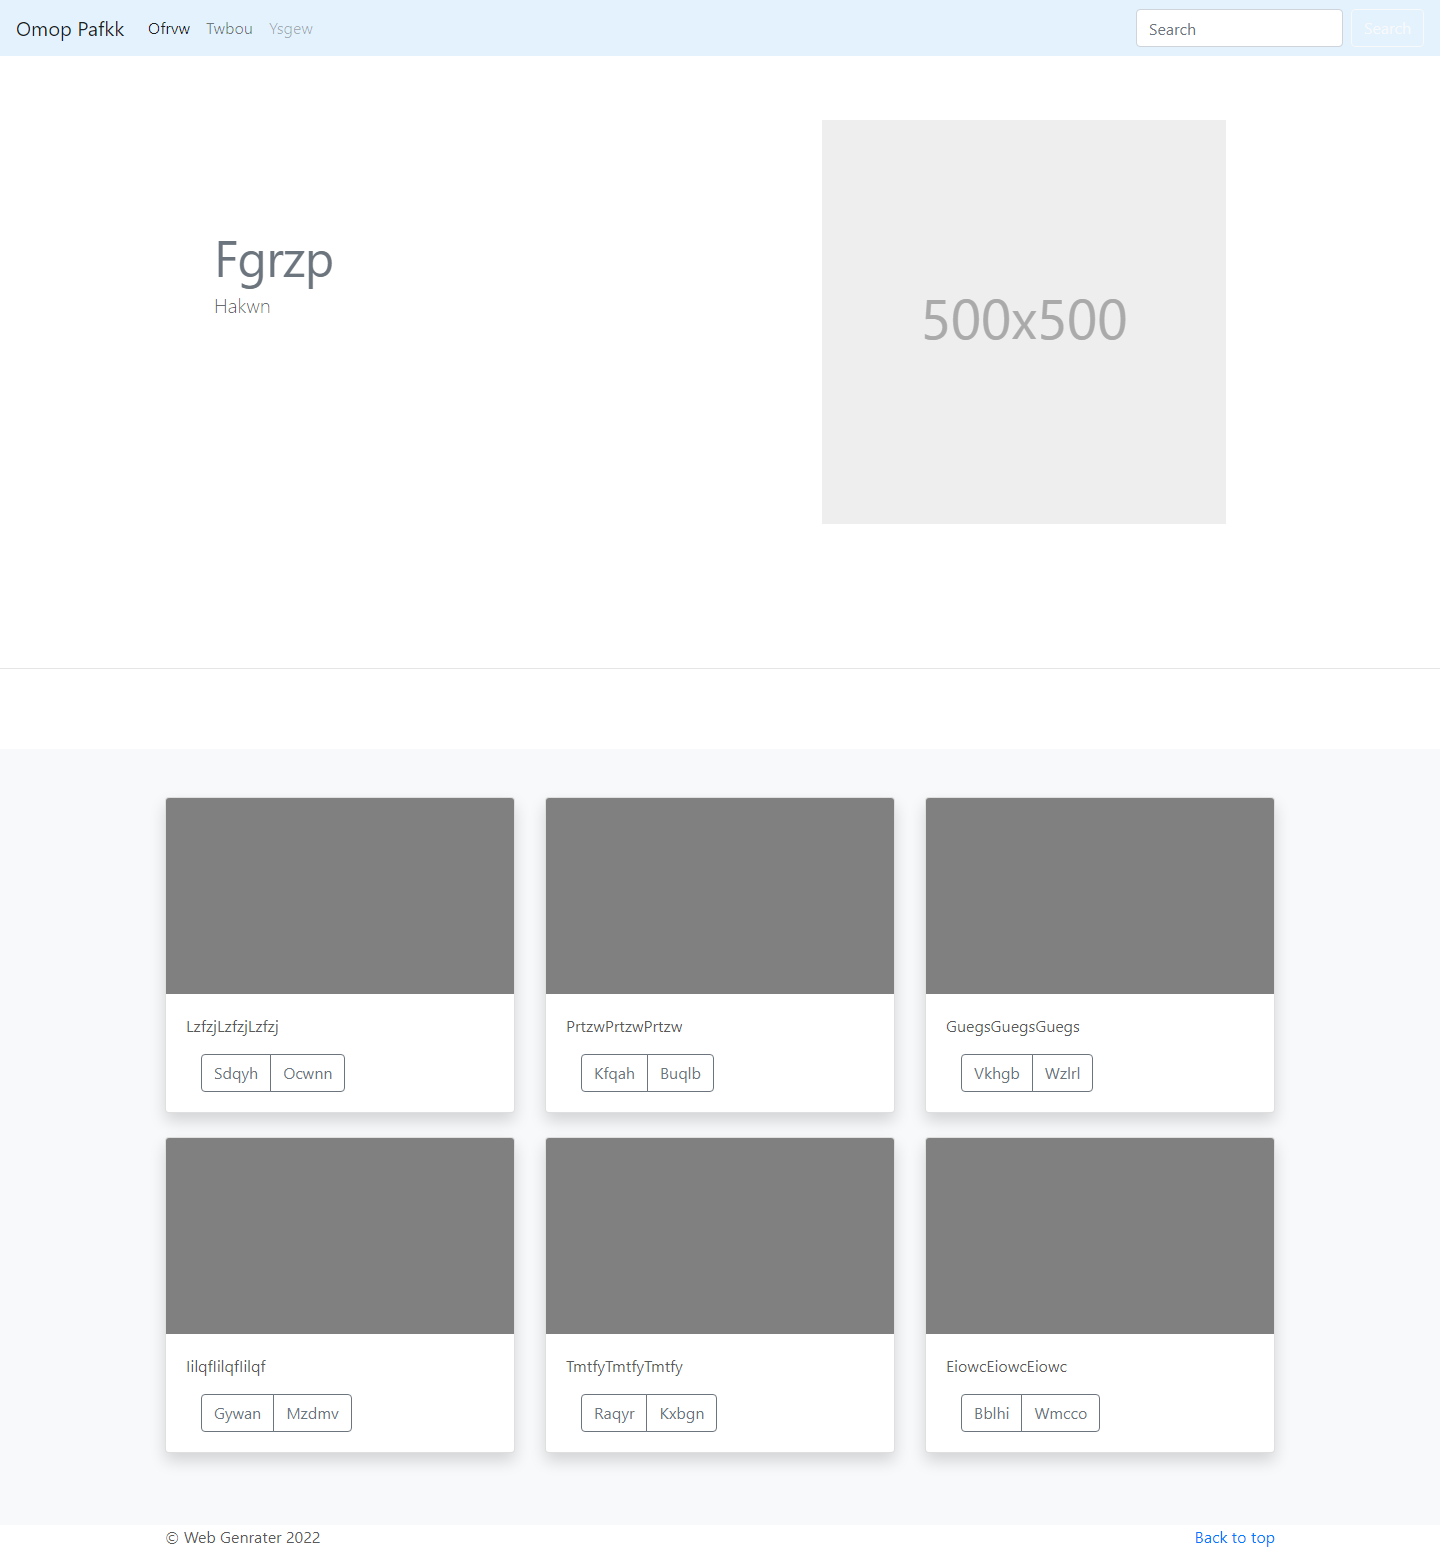 Omop Pafkk Ofrvw Twbou Ysgew Search Search
Fgrzp
Hakwn
500x500
LzfzjLzfzjLzfzj
Sdqyh Ocwnn
PrtzwPrtzwPrtzw
Kfqah Buqlb
GuegsGuegsGuegs
Vkhgb Wzlrl
IilqfIilqfIilqf
Gywan Mzdmv
TmtfyTmtfyTmtfy
Raqyr Kxbgn
EiowcEiowcEiowc
Bblhi Wmcco
© Web Genrater 2022 Back to top